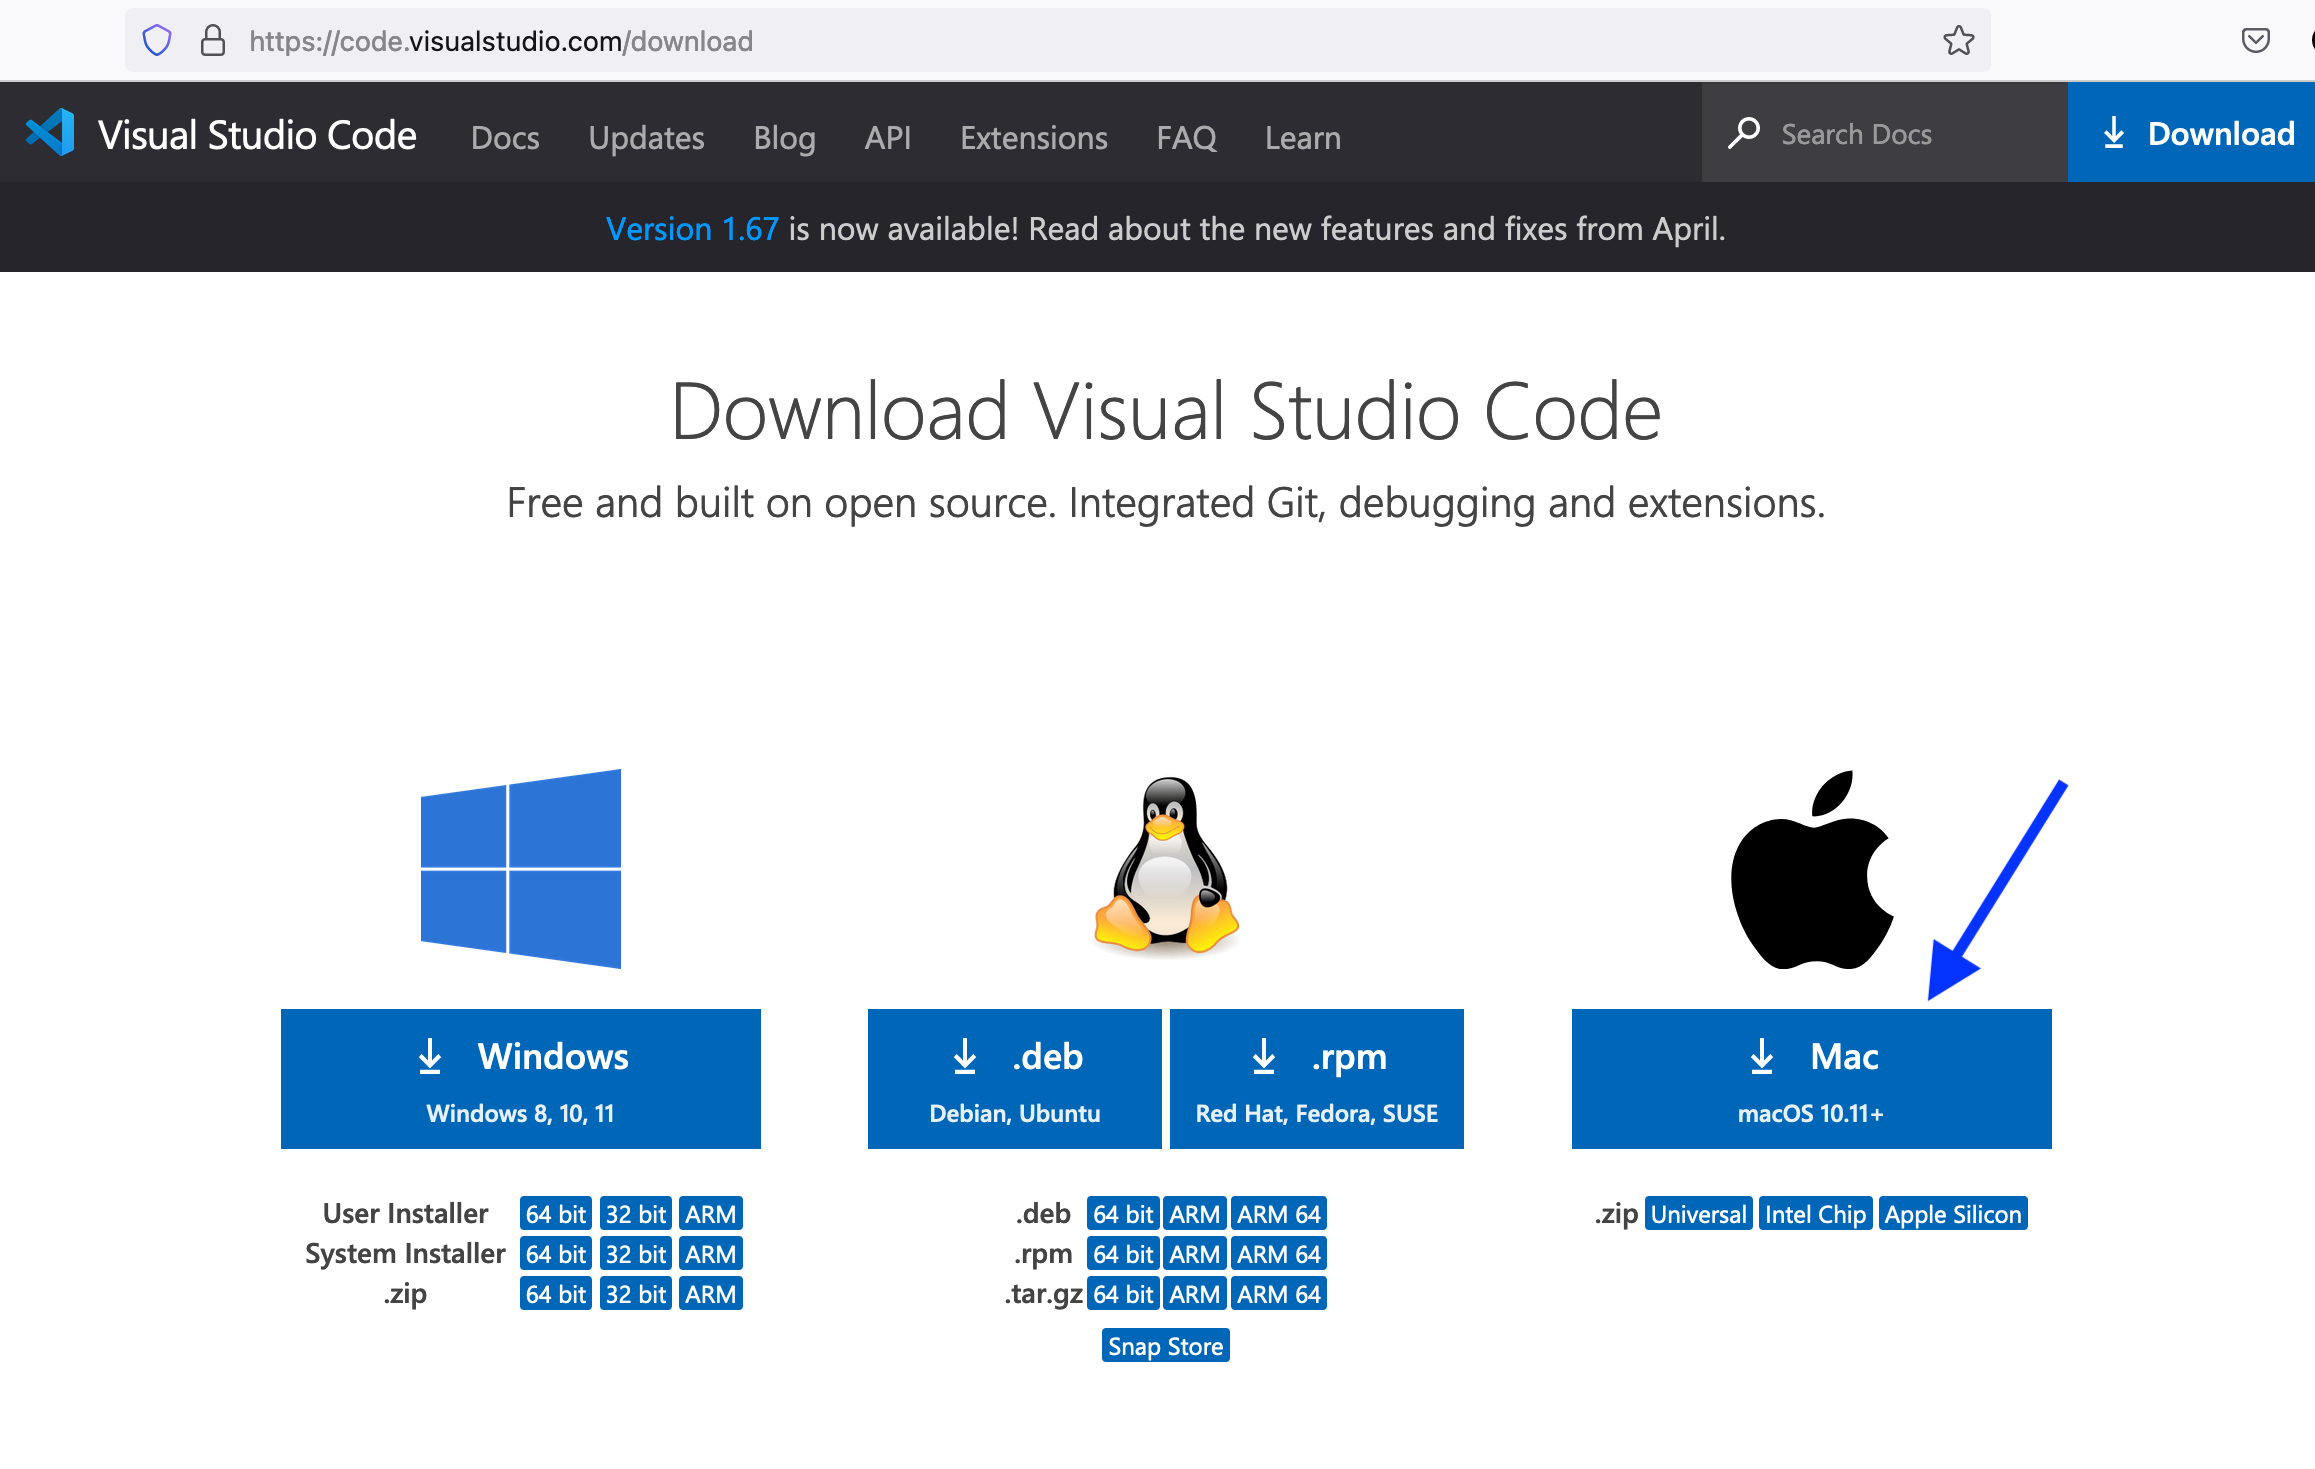 https://code.visualstudio.com/download
Visual Studio Code Docs Updates Blog API Extensions FAQ Learn Search Docs Download
Version 1.67 is now available! Read about the new features and fixes from April.
Download Visual Studio Code
Free and built on open source. Integrated Git, debugging and extensions.
Windows
Windows 8, 10, 11
User Installer 64 bit 32 bit ARM
System Installer 64 bit 32 bit ARM
.zip 64 bit 32 bit ARM
.deb
Debian, Ubuntu
.rpm
Red Hat, Fedora, SUSE
.deb 64 bit ARM ARM 64
.rpm 64 bit ARM ARM 64
.tar.gz 64 bit ARM ARM 64
Snap Store
Mac
macOS 10.11+
.zip Universal Intel Chip Apple Silicon